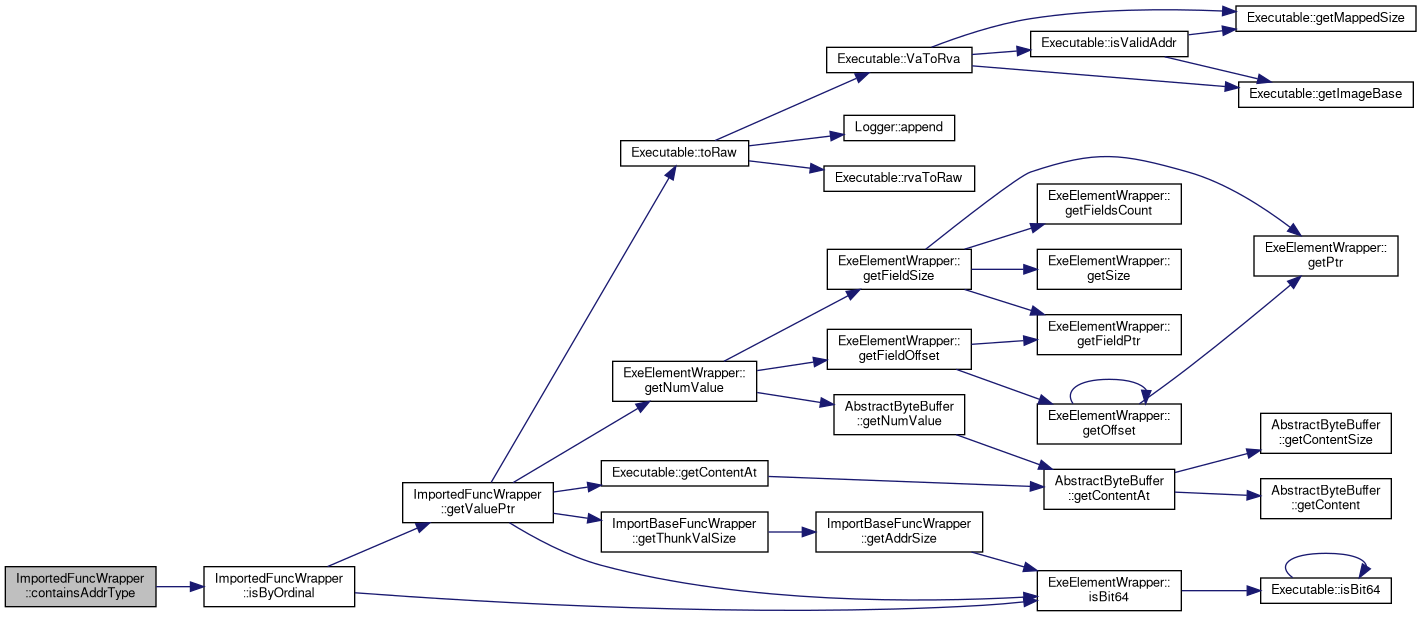 Executable::getMappedSize
Executable::isValidAddr
Executable::VaToRva
Executable::getImageBase
Logger::append
Executable::toRaw
Executable::rvaToRaw
ExeElementWrapper::
getFieldsCount
ExeElementWrapper::
getPtr
ExeElementWrapper::
getFieldSize
ExeElementWrapper::
getSize
ExeElementWrapper::
getFieldPtr
ExeElementWrapper::
getFieldOffset
ExeElementWrapper::
getNumValue
AbstractByteBuffer
::getNumValue
ExeElementWrapper::
getOffset
AbstractByteBuffer
::getContentSize
Executable::getContentAt
AbstractByteBuffer
::getContentAt
AbstractByteBuffer
::getContent
ImportedFuncWrapper
::getValuePtr
ImportBaseFuncWrapper
::getThunkValSize
ImportBaseFuncWrapper
::getAddrSize
ImportedFuncWrapper
::containsAddrType
ImportedFuncWrapper
::isByOrdinal
ExeElementWrapper::
isBit64
Executable::isBit64